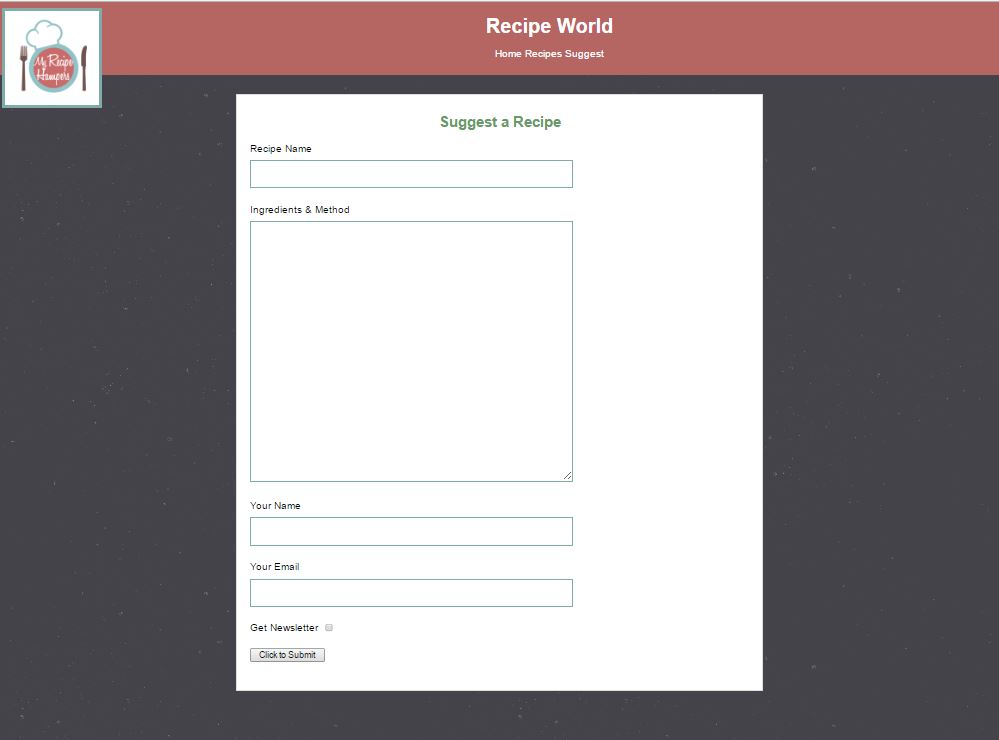 My Recipe
Hampers
Recipe World
Home Recipes Suggest
Suggest a Recipe
Recipe Name
Ingredients & Method
Your Name
Your Email
Get Newsletter
Click to Submit